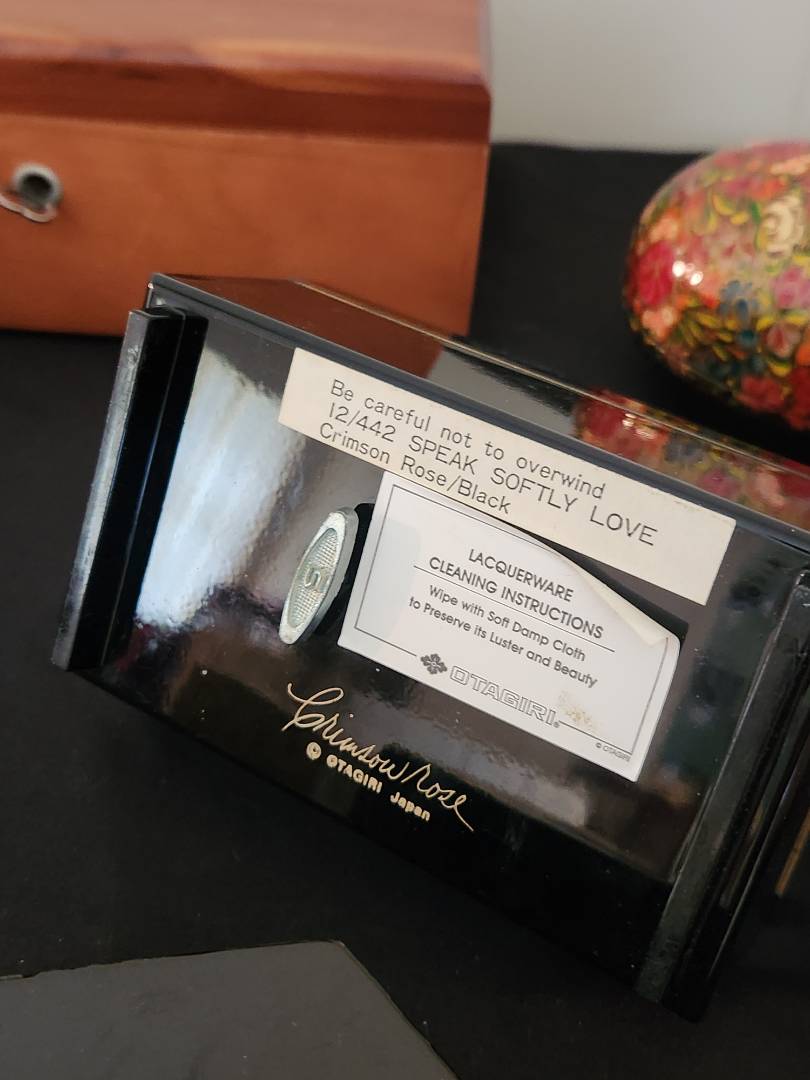 Be careful not to overwind
12/442 SPEAK SOFTLY LOVE
Crimson Rose/Black
LACQUERWARE
CLEANING INSTRUCTIONS
Wipe with Soft Damp Cloth
to Preserve its Luster and Beauty
OTAGIRI
© OTAGIRI
Crimson Rose
© OTAGIRI Japan